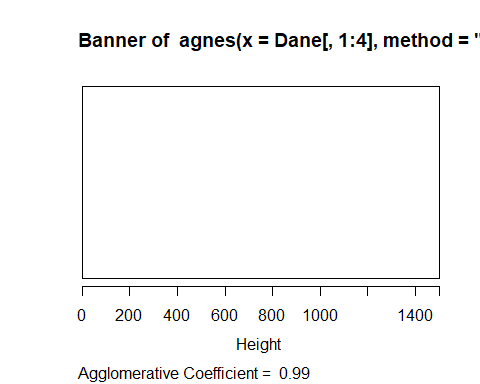 Banner of agnes(x = Dane[, 1:4], method = "
0 200 400 600 800 1000 1400
Height
Agglomerative Coefficient = 0.99